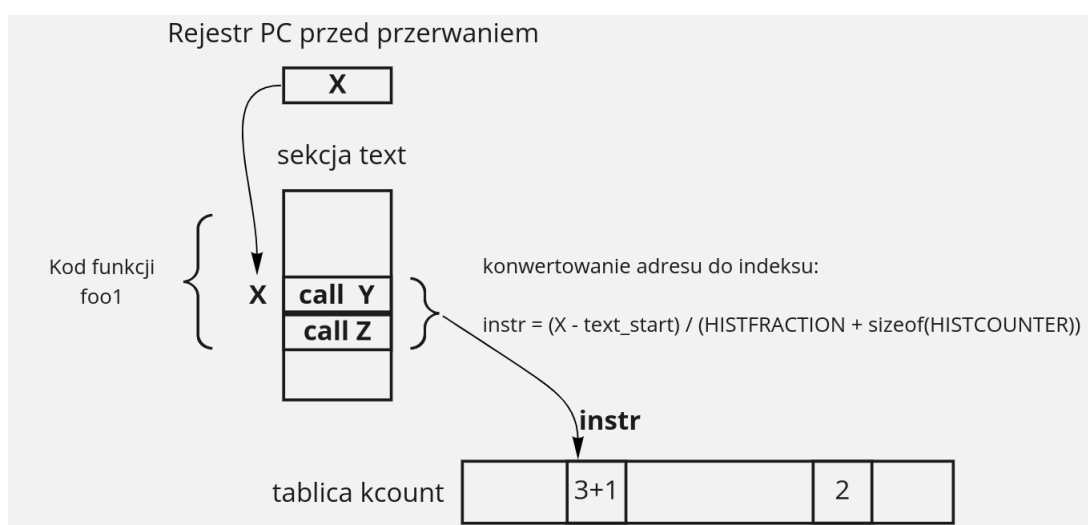 Rejestr PC przed przerwaniem
X
sekcja text
Kod funkcji
foo1
X
call Y
call Z
konwertowanie adresu do indeksu:
instr = (X - text_start) / (HISTFRACTION + sizeof(HISTCOUNTER))
instr
tablica kcount
3+1
2